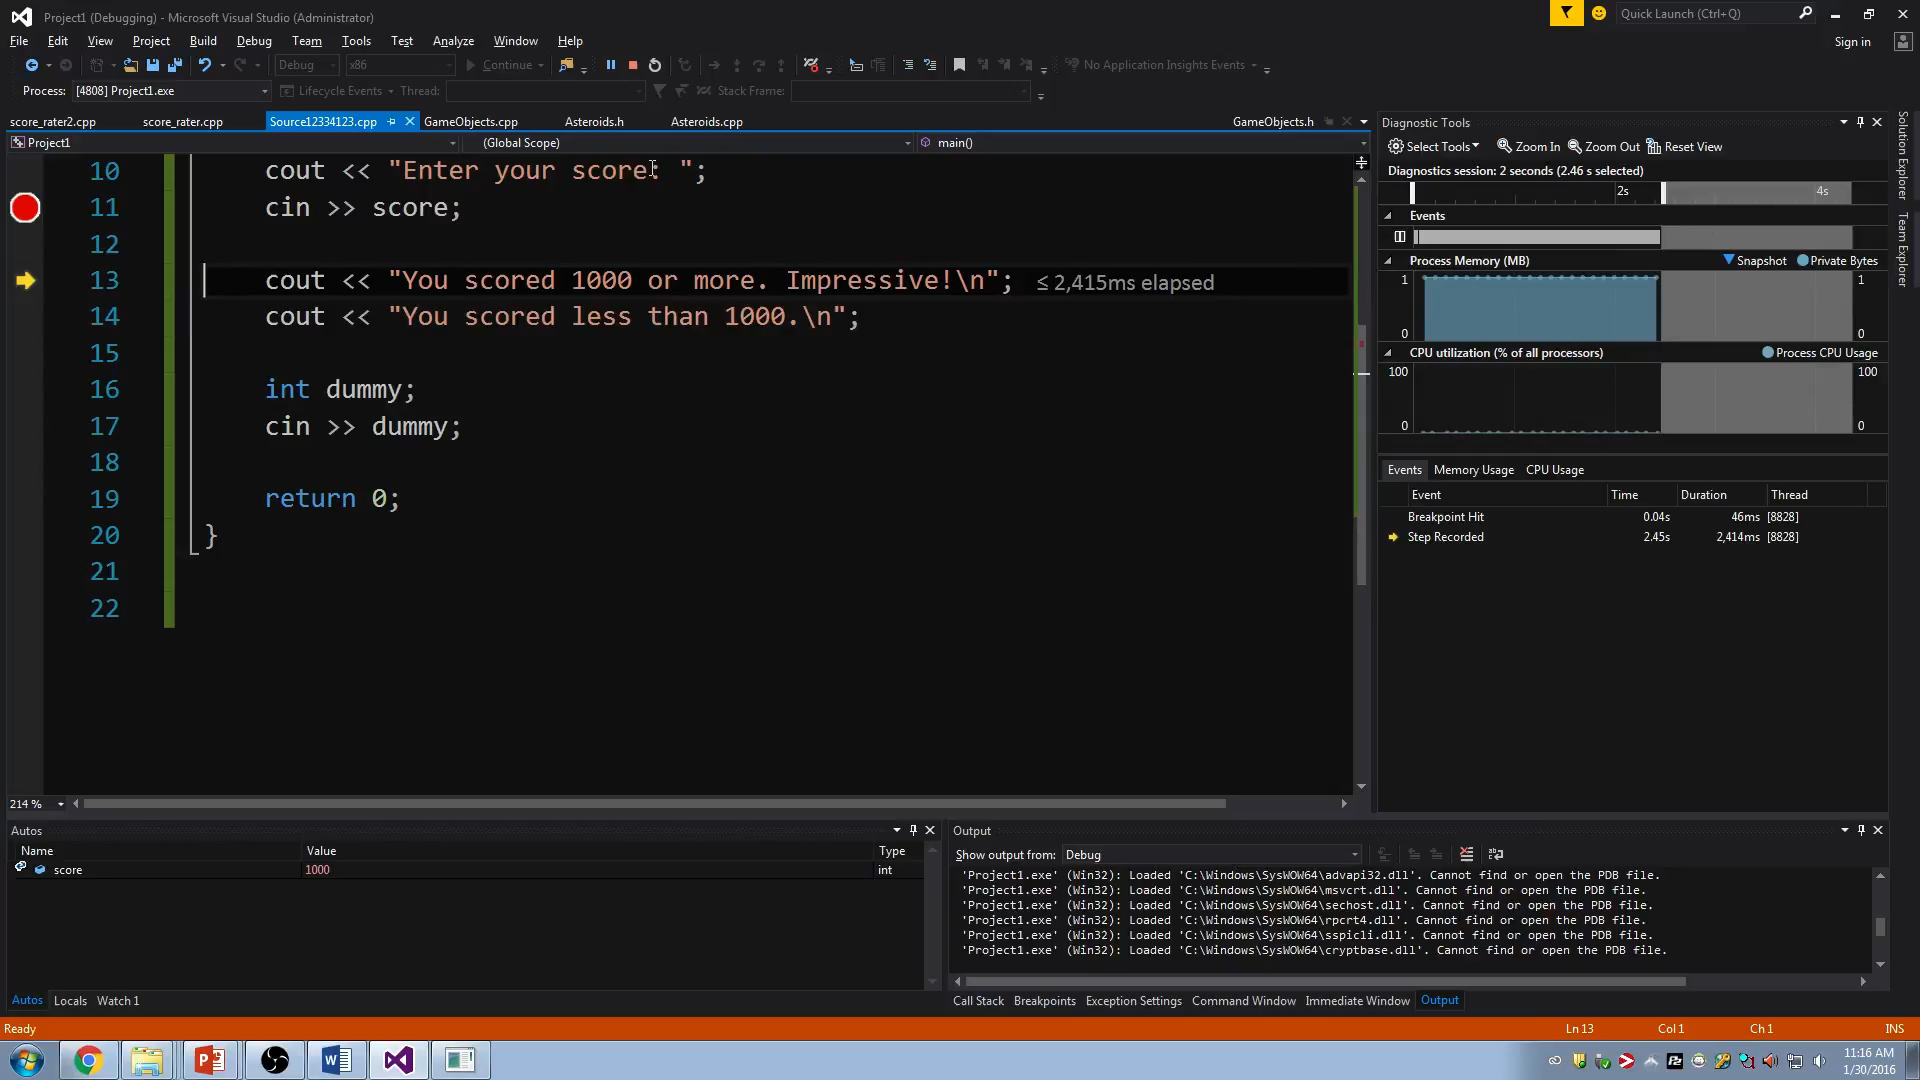 Project1 (Debugging) - Microsoft Visual Studio (Administrator)
Quick Launch (Ctrl+Q)
File Edit View Project Build Debug Team Tools Test Analyze Window Help
Sign in
Debug x86 Continue No Application Insights Events
Process: [4808] Project1.exe Lifecycle Events Thread: Stack Frame:
score_rater2.cpp score_rater.cpp Source12334123.cpp GameObjects.cpp Asteroids.h Asteroids.cpp GameObjects.h
Project1 (Global Scope) main()
10 cout << "Enter your score: ";
11 cin >> score;
12
13 cout << "You scored 1000 or more. Impressive!\n"; ≤ 2,415ms elapsed
14 cout << "You scored less than 1000.\n";
15
16 int dummy;
17 cin >> dummy;
18
19 return 0;
20 }
21
22
214 %
Diagnostic Tools
Select Tools Zoom In Zoom Out Reset View
Diagnostics session: 2 seconds (2.46 s selected)
2s 4s
Events
Process Memory (MB) Snapshot Private Bytes
1 1
0 0
CPU utilization (% of all processors) Process CPU Usage
100 100
0 0
Events Memory Usage CPU Usage
Event Time Duration Thread
Breakpoint Hit 0.04s 46ms [8828]
Step Recorded 2.45s 2,414ms [8828]
Solution Explorer
Team Explorer
Autos
Name Value Type
score 1000 int
Autos Locals Watch 1
Output
Show output from: Debug
'Project1.exe' (Win32): Loaded 'C:\Windows\SysWOW64\advapi32.dll'. Cannot find or open the PDB file.
'Project1.exe' (Win32): Loaded 'C:\Windows\SysWOW64\msvcrt.dll'. Cannot find or open the PDB file.
'Project1.exe' (Win32): Loaded 'C:\Windows\SysWOW64\sechost.dll'. Cannot find or open the PDB file.
'Project1.exe' (Win32): Loaded 'C:\Windows\SysWOW64\rpcrt4.dll'. Cannot find or open the PDB file.
'Project1.exe' (Win32): Loaded 'C:\Windows\SysWOW64\sspicli.dll'. Cannot find or open the PDB file.
'Project1.exe' (Win32): Loaded 'C:\Windows\SysWOW64\cryptbase.dll'. Cannot find or open the PDB file.
Call Stack Breakpoints Exception Settings Command Window Immediate Window Output
Ready Ln 13 Col 1 Ch 1 INS
11:16 AM
1/30/2016